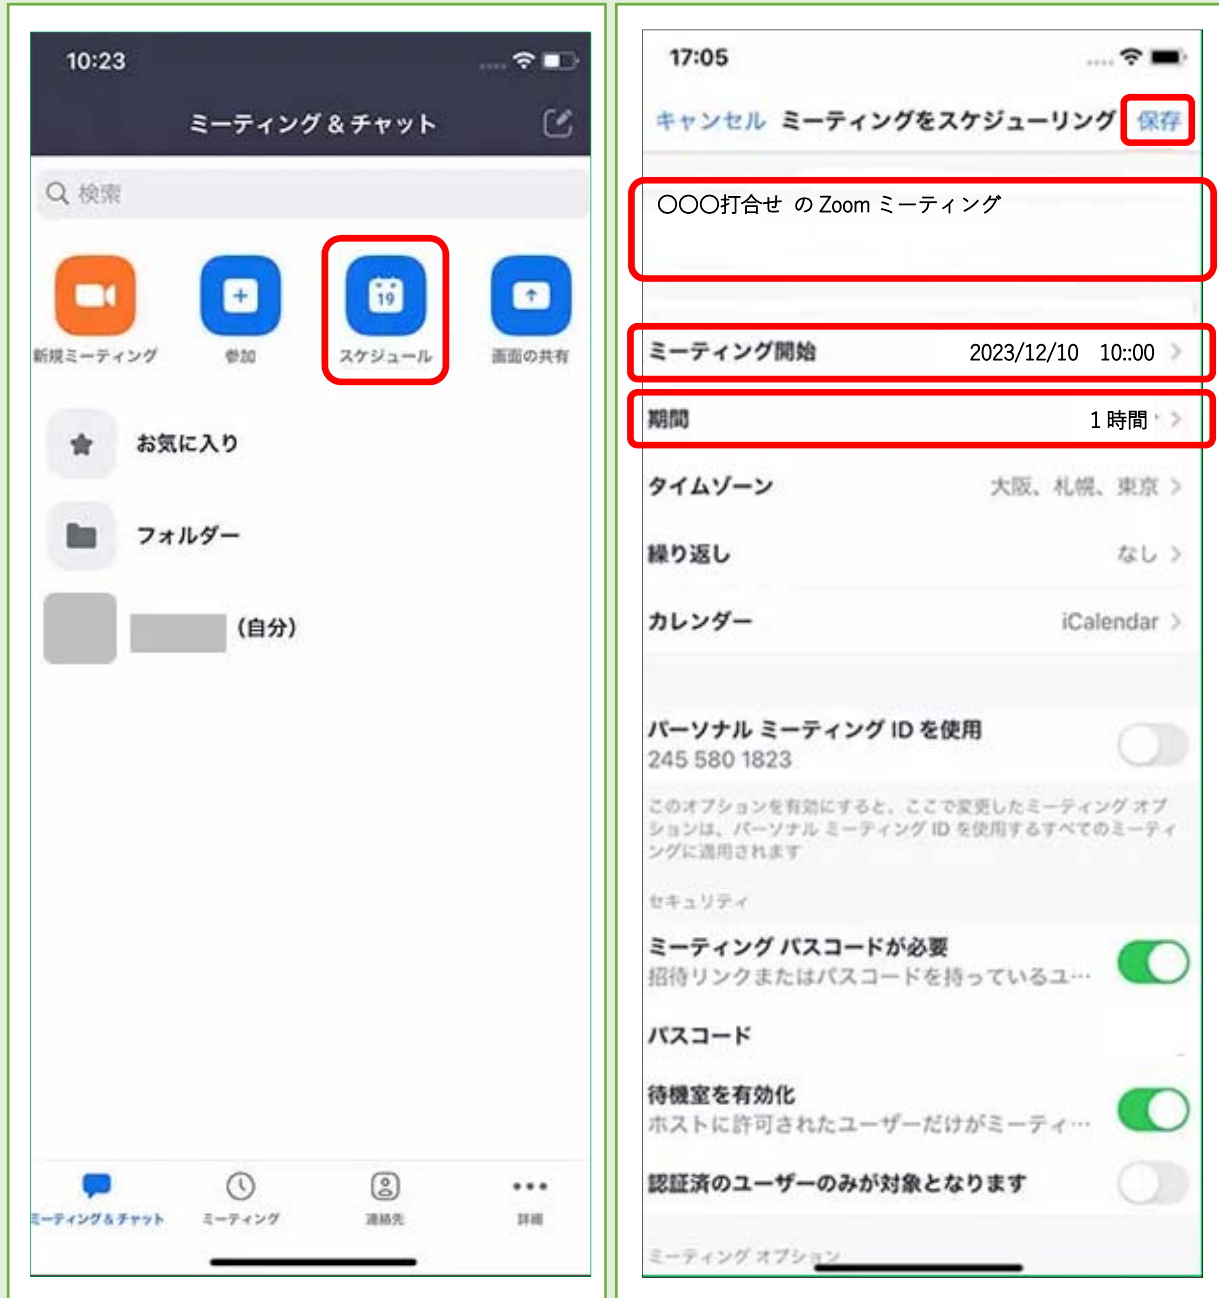 10:23
ミーティング & チャット
検索
新規ミーティング
参加
19
スケジュール
画面の共有
お気に入り
フォルダー
(自分)
ミーティング&チャット
ミーティング
連絡先
詳細
17:05
キャンセル ミーティングをスケジューリング 保存
〇〇〇打合せ の Zoom ミーティング
ミーティング開始 2023/12/10 10::00
期間 1 時間
タイムゾーン 大阪、札幌、東京
繰り返し なし
カレンダー iCalendar
パーソナル ミーティング ID を使用
245 580 1823
このオプションを有効にすると、ここで変更したミーティング オプ
ションは、パーソナル ミーティング ID を使用するすべてのミーティ
ングに適用されます
セキュリティ
ミーティング パスコードが必要
招待リンクまたはパスコードを持っているユ…
パスコード
待機室を有効化
ホストに許可されたユーザーだけがミーティ…
認証済のユーザーのみが対象となります
ミーティング オプション